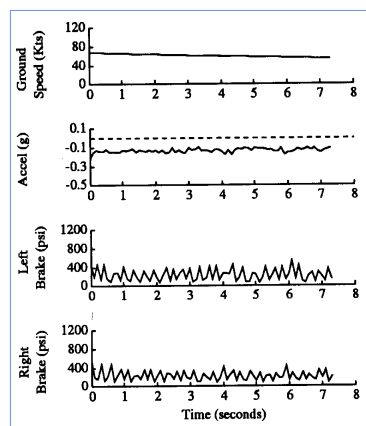 Ground
Speed (Kts)
120
80
40
0
0 1 2 3 4 5 6 7 8
Accel (g)
0.1
-0.1
-0.3
-0.5
0 1 2 3 4 5 6 7 8
Left
Brake (psi)
1200
800
400
0
0 1 2 3 4 5 6 7 8
Right
Brake (psi)
1200
800
400
0
0 1 2 3 4 5 6 7 8
Time (seconds)